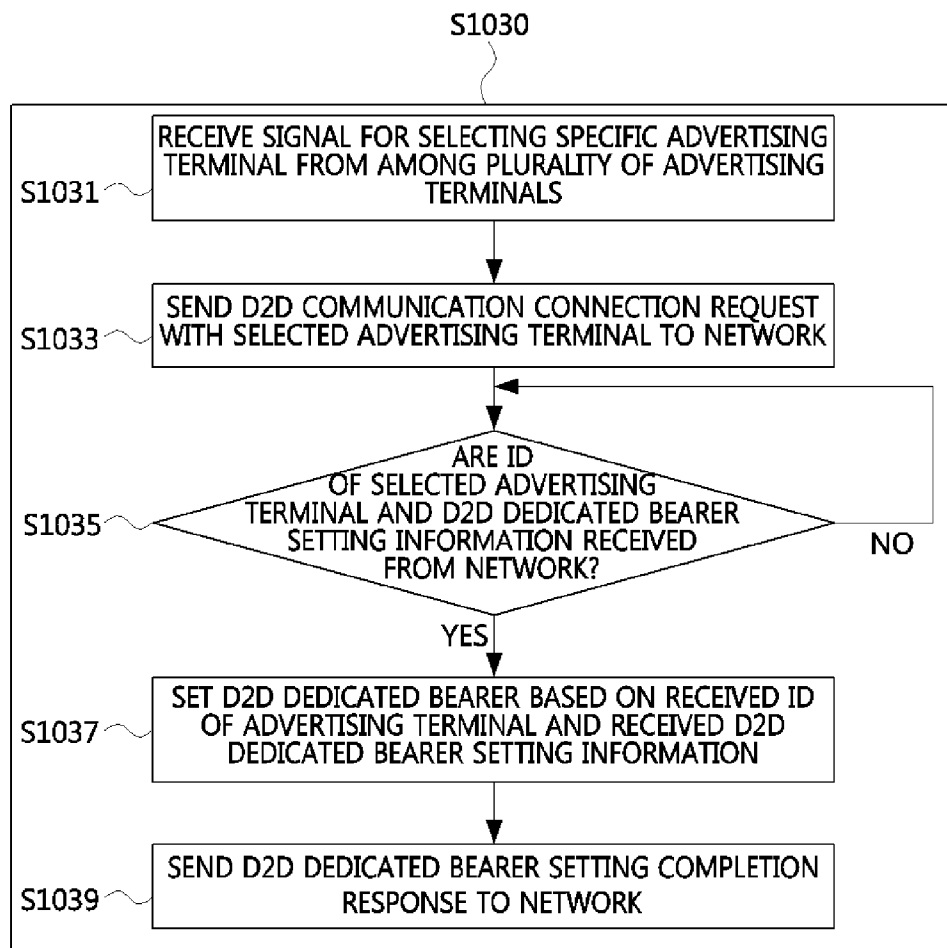 S1030
RECEIVE SIGNAL FOR SELECTING SPECIFIC ADVERTISING
TERMINAL FROM AMONG PLURALITY OF ADVERTISING
TERMINALS
S1031
SEND D2D COMMUNICATION CONNECTION REQUEST
WITH SELECTED ADVERTISING TERMINAL TO NETWORK
S1033
ARE ID
OF SELECTED ADVERTISING
TERMINAL AND D2D DEDICATED BEARER
SETTING INFORMATION RECEIVED
FROM NETWORK?
S1035
NO
YES
SET D2D DEDICATED BEARER BASED ON RECEIVED ID
OF ADVERTISING TERMINAL AND RECEIVED D2D
DEDICATED BEARER SETTING INFORMATION
S1037
SEND D2D DEDICATED BEARER SETTING COMPLETION
RESPONSE TO NETWORK
S1039